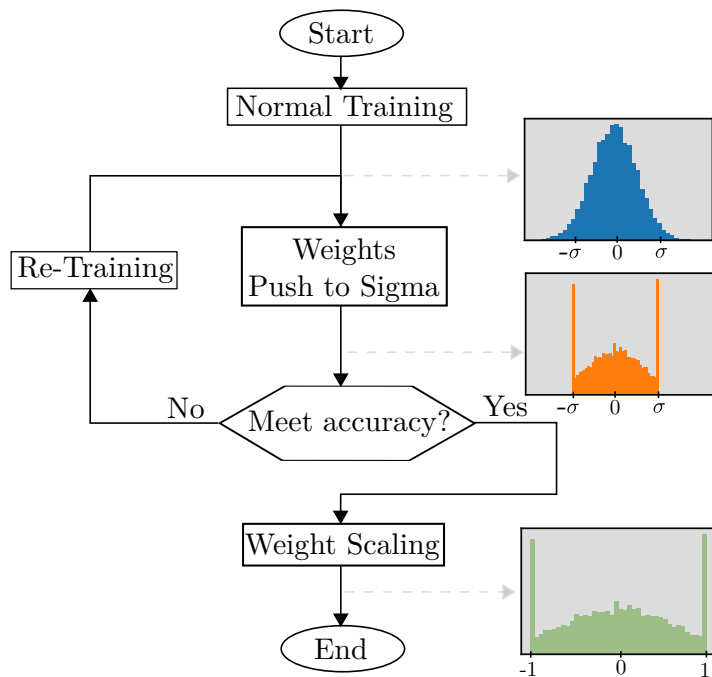 Start
Normal Training
-σ 0 σ
Weights
Push to Sigma
Re-Training
-σ 0 σ
No
Meet accuracy?
Yes
Weight Scaling
-1 0 1
End